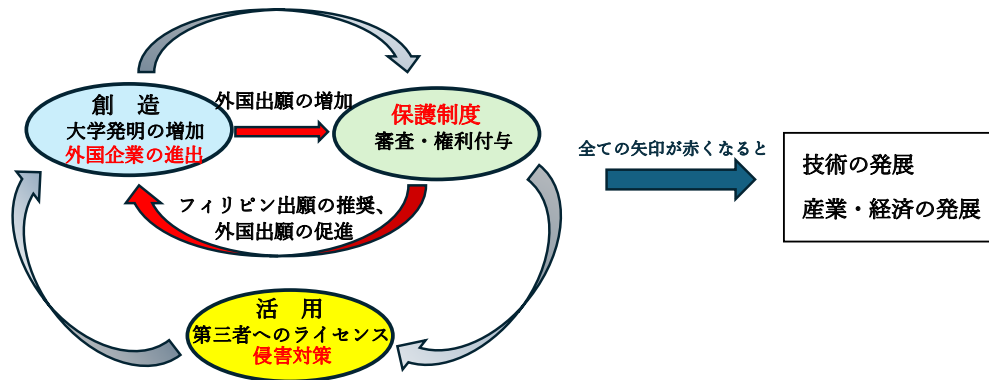 創　造
大学発明の増加
外国企業の進出
外国出願の増加
保護制度
審査・権利付与
フィリピン出願の推奨、
外国出願の促進
活　用
第三者へのライセンス
侵害対策
全ての矢印が赤くなると
技術の発展
産業・経済の発展